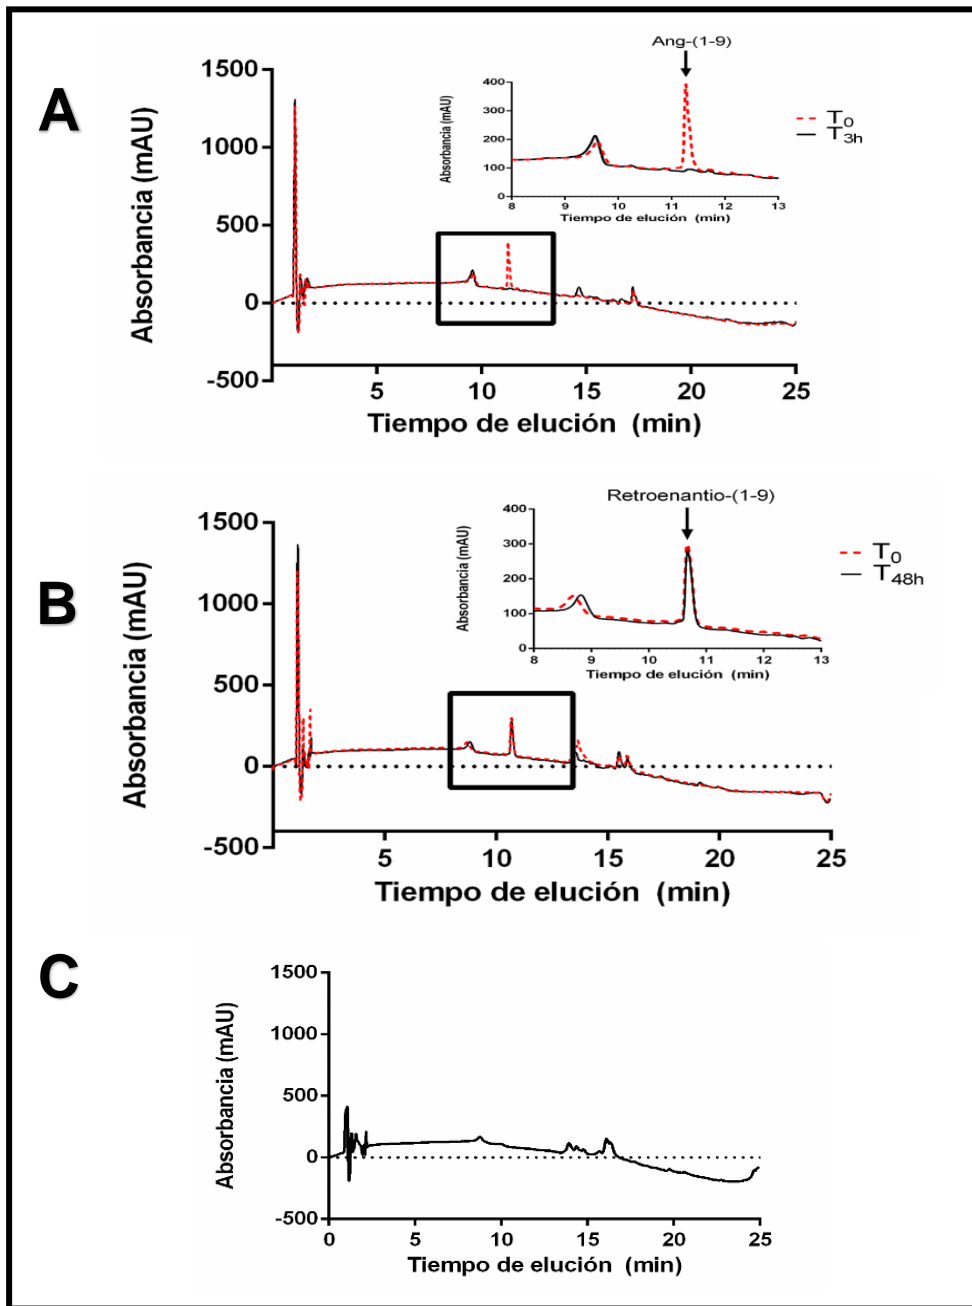 A
Absorbancia (mAU)
1500
1000
500
0
-500
5
10
15
20
25
Tiempo de elución (min)
Ang-(1-9)
Absorbancia (mAU)
400
300
200
100
0
8
9
10
11
12
13
Tiempo de elución (min)
T0
T3h
B
Absorbancia (mAU)
1500
1000
500
0
-500
5
10
15
20
25
Tiempo de elución (min)
Retroenantio-(1-9)
Absorbancia (mAU)
400
300
200
100
0
8
9
10
11
12
13
Tiempo de elución (min)
T0
T48h
C
Absorbancia (mAU)
1500
1000
500
0
-500
0
5
10
15
20
25
Tiempo de elución (min)